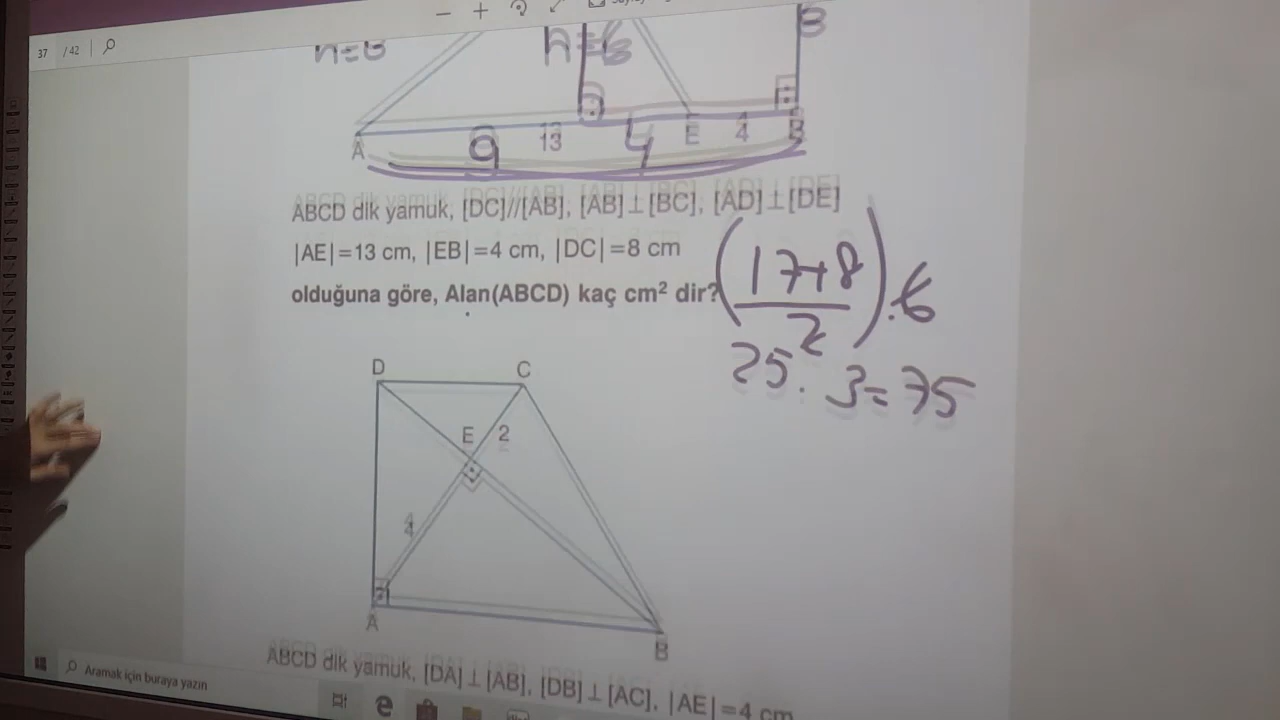 37 / 42
h=6 h=6 8
A 9 13 4 E 4 B
ABCD dik yamuk, [DC]//[AB], [AB]⊥[BC], [AD]⊥[DE]
|AE|=13 cm, |EB|=4 cm, |DC|=8 cm
olduğuna göre, Alan(ABCD) kaç cm² dir?
(17+8/2).6
25.3=75
D C
E 2
4
A
B
ABCD dik yamuk, [DA]⊥[AB], [DB]⊥[AC], |AE|=4 cm
Aramak için buraya yazın